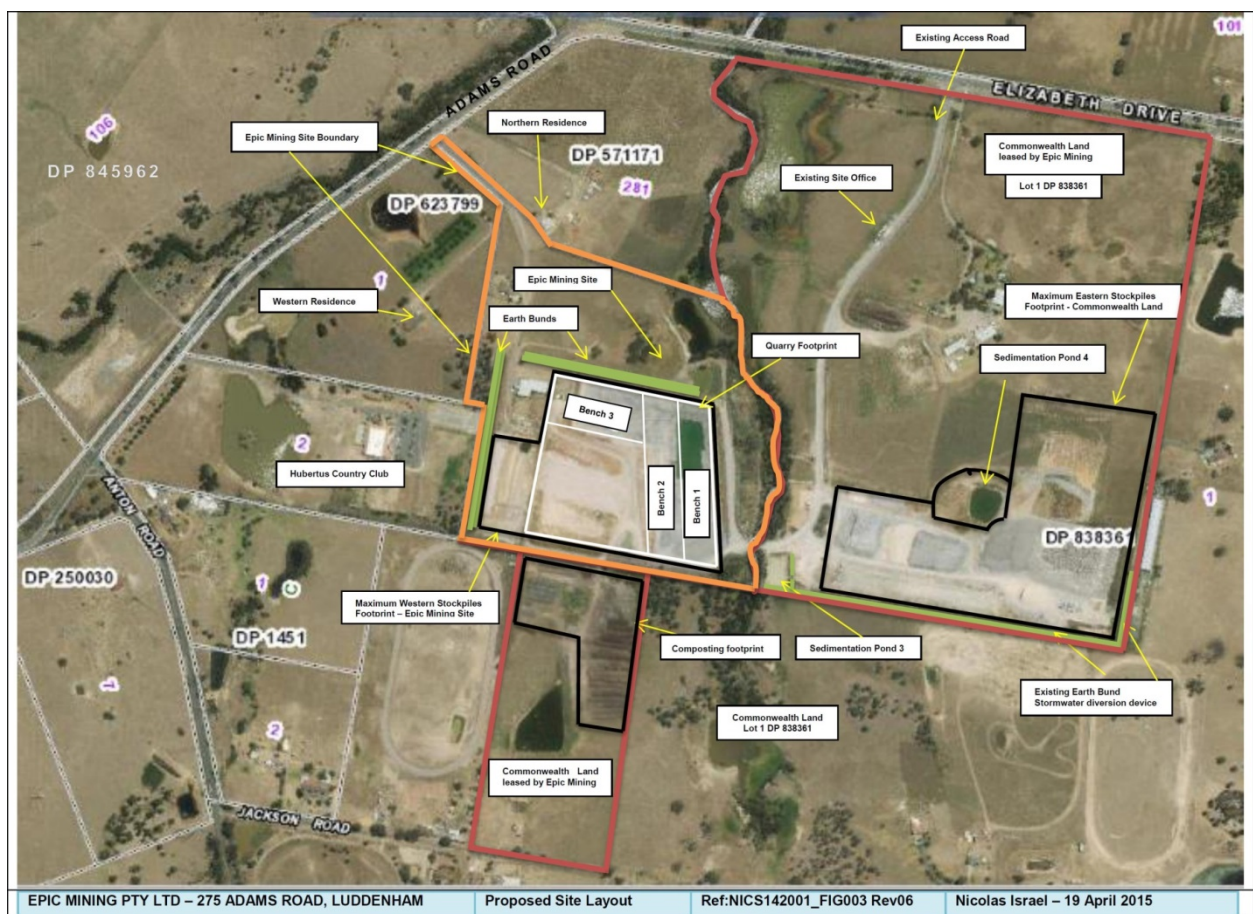 101
Existing Access Road
ADAMS ROAD
ELIZABETH DRIVE
106
Epic Mining Site
Boundary
Northern Residence
DP 571171
281
Commonwealth Land
leased by Epic Mining
Lot 1 DP 838361
DP 845962
Existing Site Office
DP 623799
1
Western Residence
Epic Mining Site
Earth Bunds
Maximum Eastern Stockpiles
Footprint - Commonwealth Land
Quarry Footprint
Sedimentation Pond 4
Bench 3
Bench 2
Bench 1
2
Hubertus Country Club
1
ANTON ROAD
DP 838361
DP 250030
1
C
DP 1451
Maximum Western Stockpiles
Footprint – Epic Mining Site
Composting footprint
Sedimentation Pond 3
Existing Earth Bund
Stormwater diversion device
7
2
Commonwealth Land
Lot 1 DP 838361
Commonwealth Land
leased by Epic Mining
JACKSON ROAD
EPIC MINING PTY LTD – 275 ADAMS ROAD, LUDDENHAM
Proposed Site Layout
Ref:NICS142001_FIG003 Rev06
Nicolas Israel – 19 April 2015